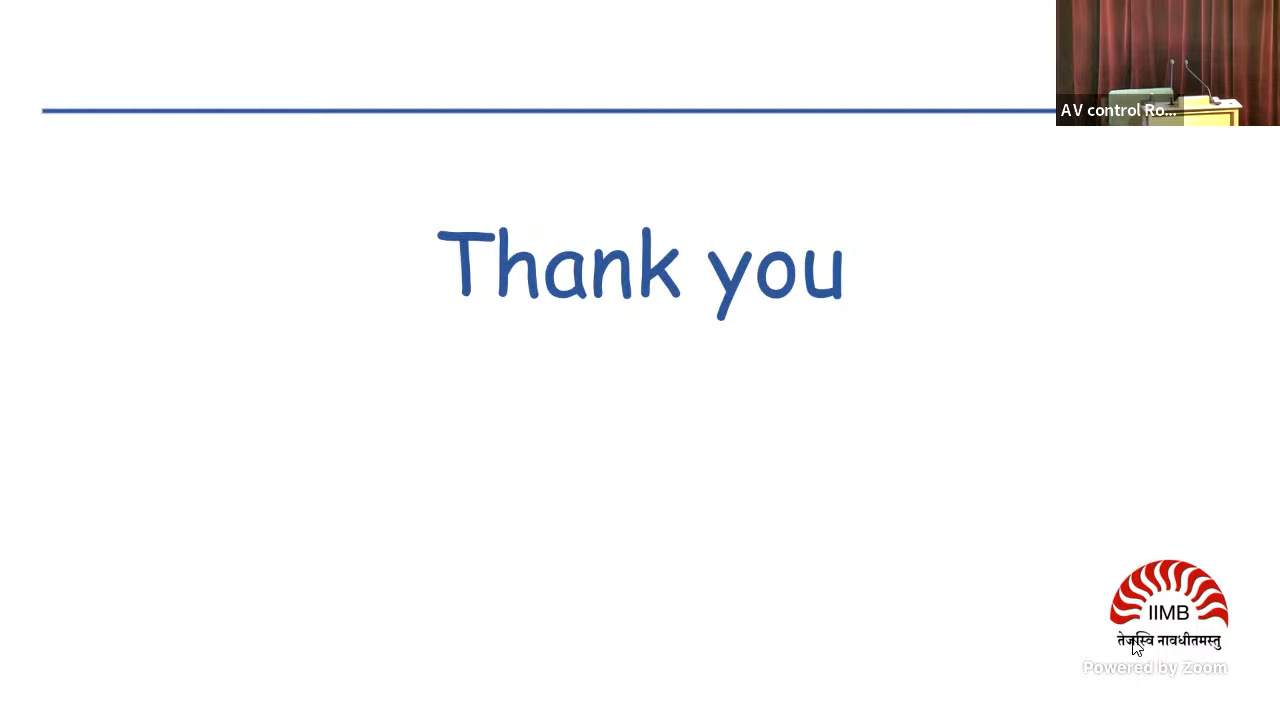 AV control Ro...
Thank you
IIMB
तेजस्वि नावधीतमस्तु
Powered by Zoom